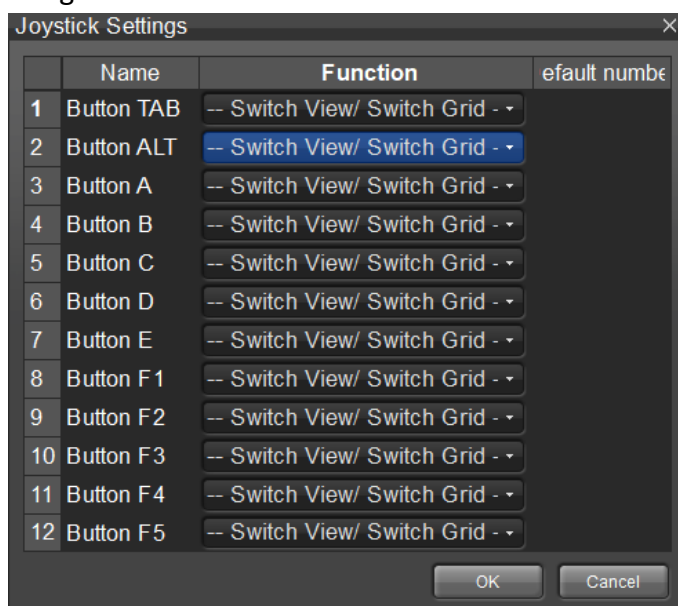 Joystick Settings
Name Function efault numbe
1 Button TAB -- Switch View/ Switch Grid -
2 Button ALT -- Switch View/ Switch Grid -
3 Button A -- Switch View/ Switch Grid -
4 Button B -- Switch View/ Switch Grid -
5 Button C -- Switch View/ Switch Grid -
6 Button D -- Switch View/ Switch Grid -
7 Button E -- Switch View/ Switch Grid -
8 Button F1 -- Switch View/ Switch Grid -
9 Button F2 -- Switch View/ Switch Grid -
10 Button F3 -- Switch View/ Switch Grid -
11 Button F4 -- Switch View/ Switch Grid -
12 Button F5 -- Switch View/ Switch Grid -
OK Cancel